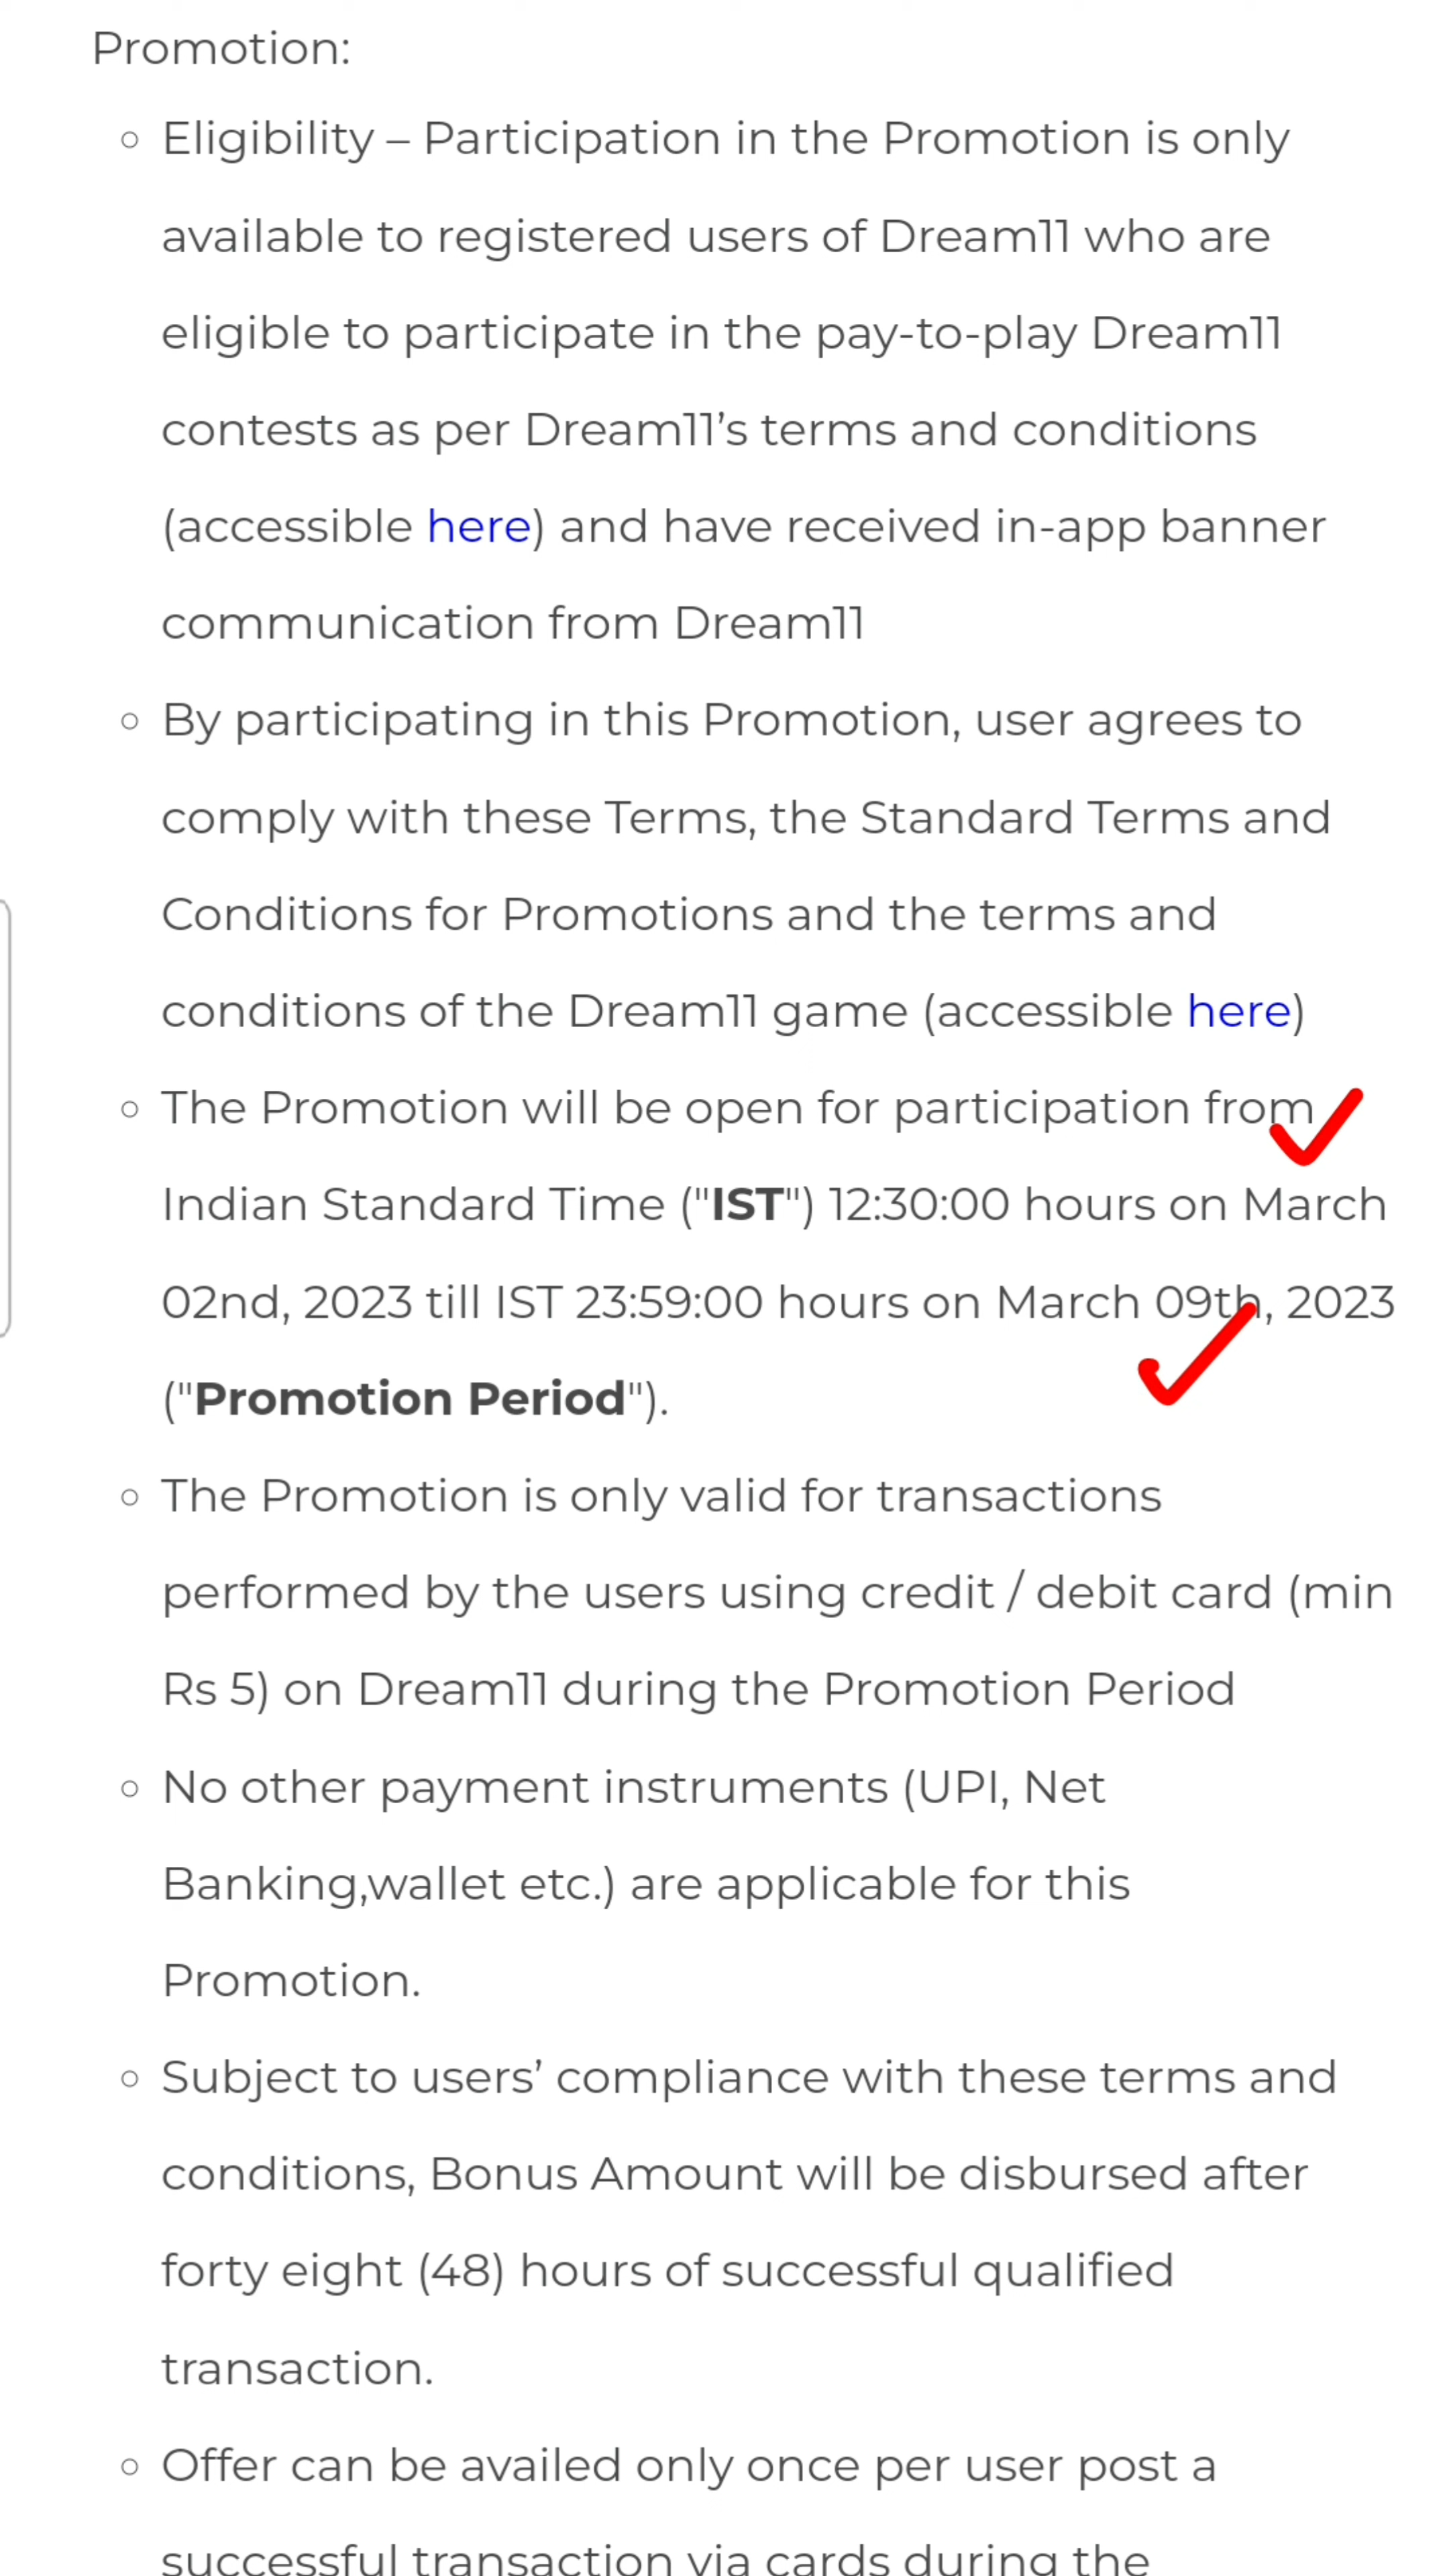 Promotion:
Eligibility – Participation in the Promotion is only
available to registered users of Dream11 who are
eligible to participate in the pay-to-play Dream11
contests as per Dream11’s terms and conditions
(accessible here) and have received in-app banner
communication from Dream11
By participating in this Promotion, user agrees to
comply with these Terms, the Standard Terms and
Conditions for Promotions and the terms and
conditions of the Dream11 game (accessible here)
The Promotion will be open for participation from
Indian Standard Time ("IST") 12:30:00 hours on March
02nd, 2023 till IST 23:59:00 hours on March 09th, 2023
("Promotion Period").
The Promotion is only valid for transactions
performed by the users using credit / debit card (min
Rs 5) on Dream11 during the Promotion Period
No other payment instruments (UPI, Net
Banking,wallet etc.) are applicable for this
Promotion.
Subject to users’ compliance with these terms and
conditions, Bonus Amount will be disbursed after
forty eight (48) hours of successful qualified
transaction.
Offer can be availed only once per user post a
successful transaction via cards during the